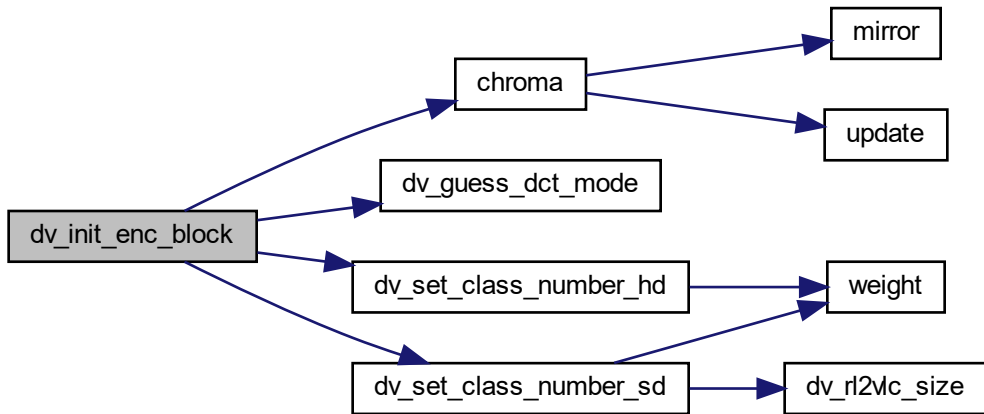 mirror
chroma
update
dv_guess_dct_mode
dv_init_enc_block
dv_set_class_number_hd
weight
dv_set_class_number_sd
dv_rl2vlc_size